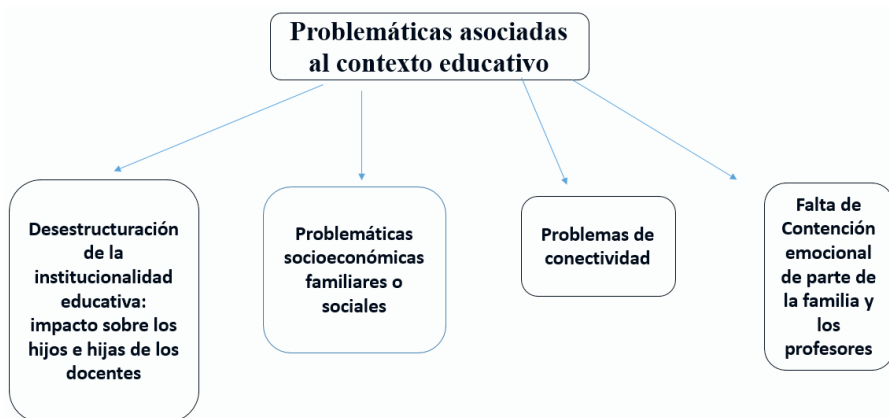 Problemáticas asociadas
al contexto educativo
Desestructuración
de la
institucionalidad
educativa:
impacto sobre los
hijos e hijas de los
docentes
Problemáticas
socioeconómicas
familiares o
sociales
Problemas de
conectividad
Falta de
Contención
emocional
de parte de
la familia y
los
profesores